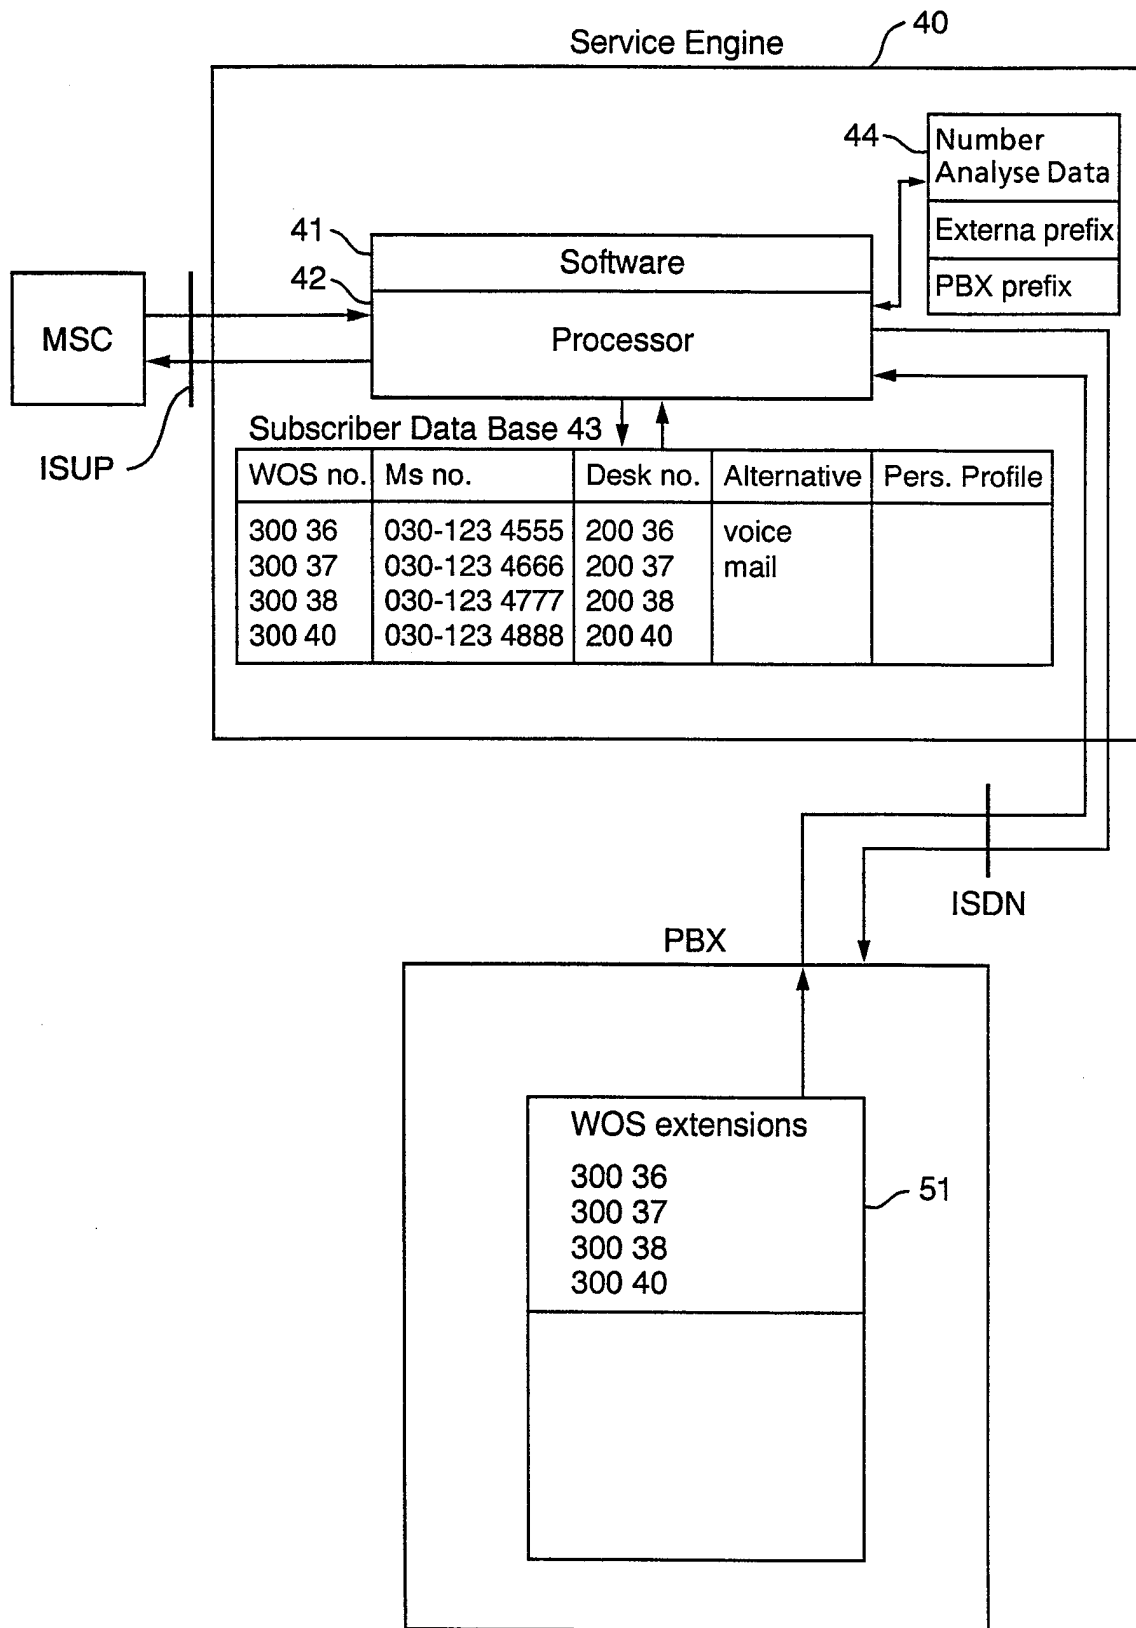 Service Engine
40
44
Number
Analyse Data
Externa prefix
PBX prefix
41
Software
42
Processor
MSC
ISUP
Subscriber Data Base 43
WOS no. Ms no. Desk no. Alternative Pers. Profile
300 36 030-123 4555 200 36 voice
300 37 030-123 4666 200 37 mail
300 38 030-123 4777 200 38
300 40 030-123 4888 200 40
ISDN
PBX
WOS extensions
300 36
300 37
300 38
300 40
51